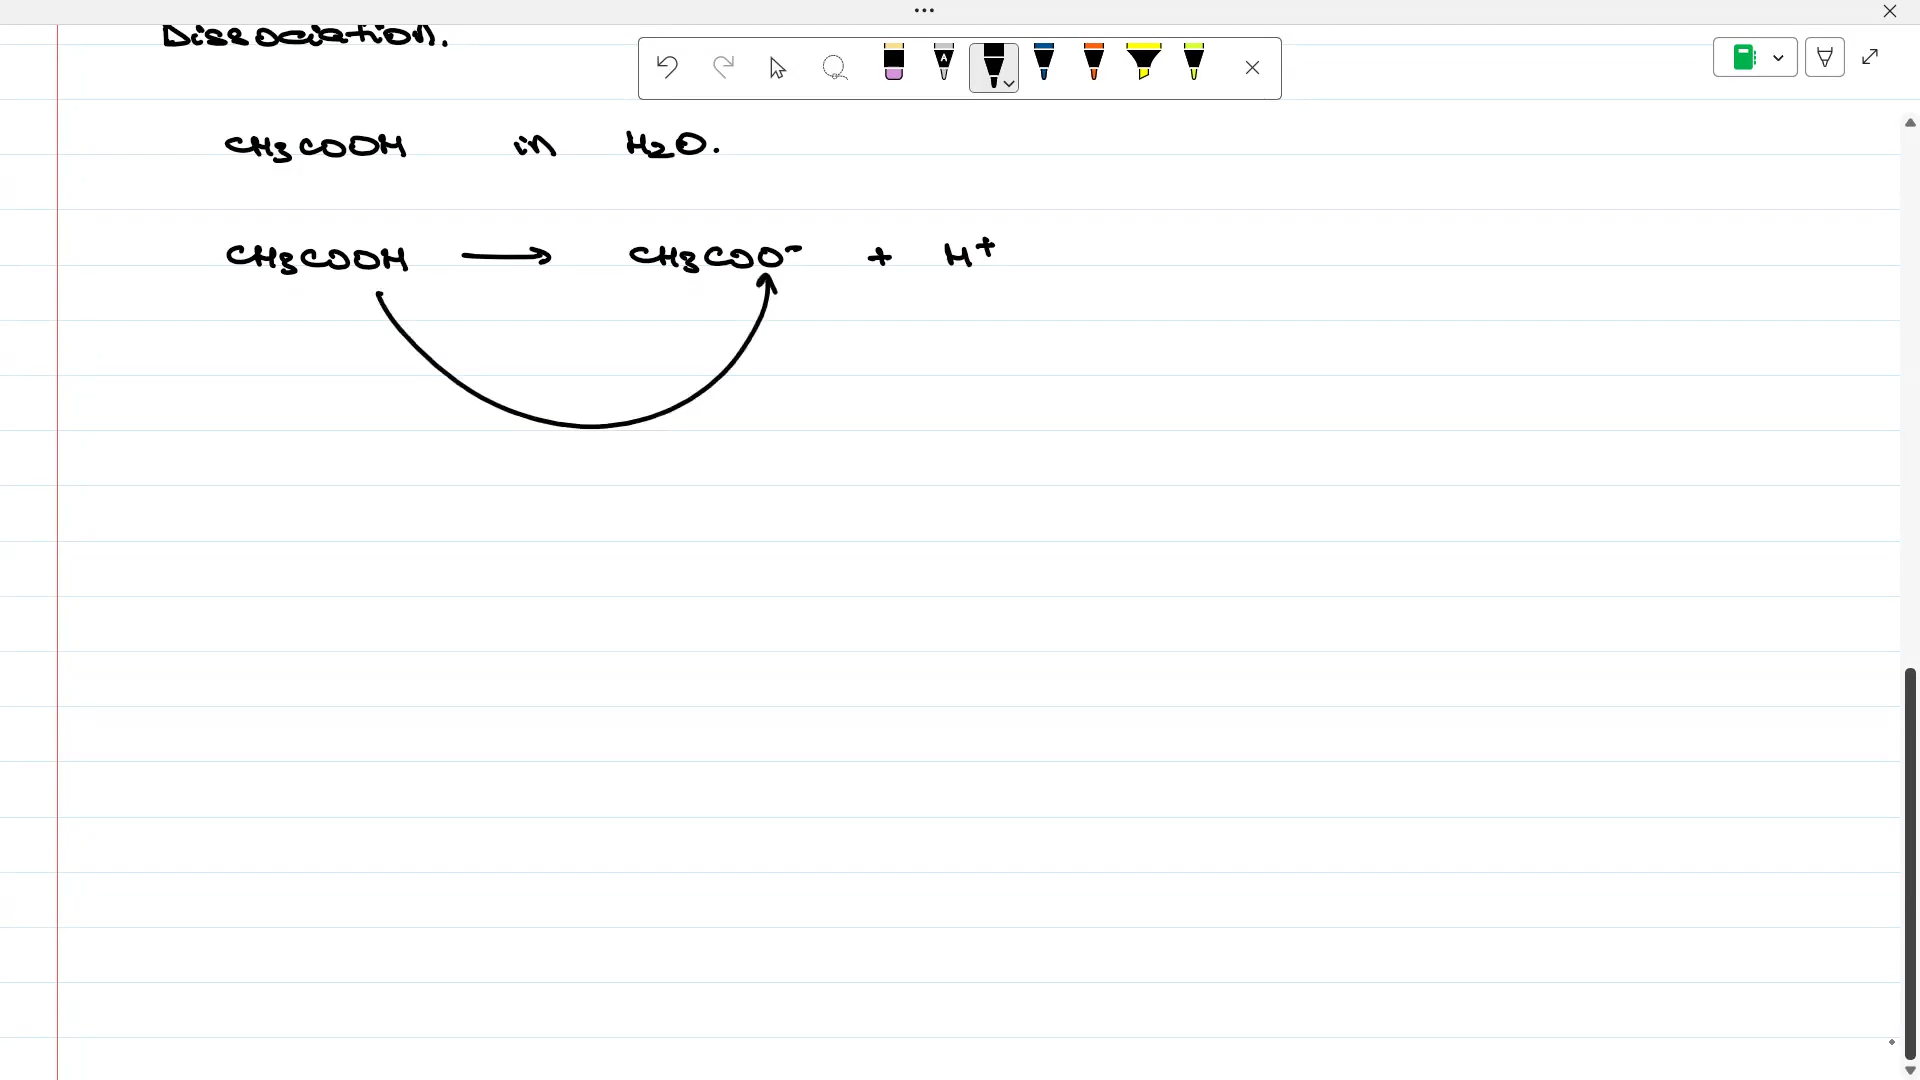 Dissociation.
CH3COOH in H2O.
CH3COOH → CH3COO⁻ + H⁺